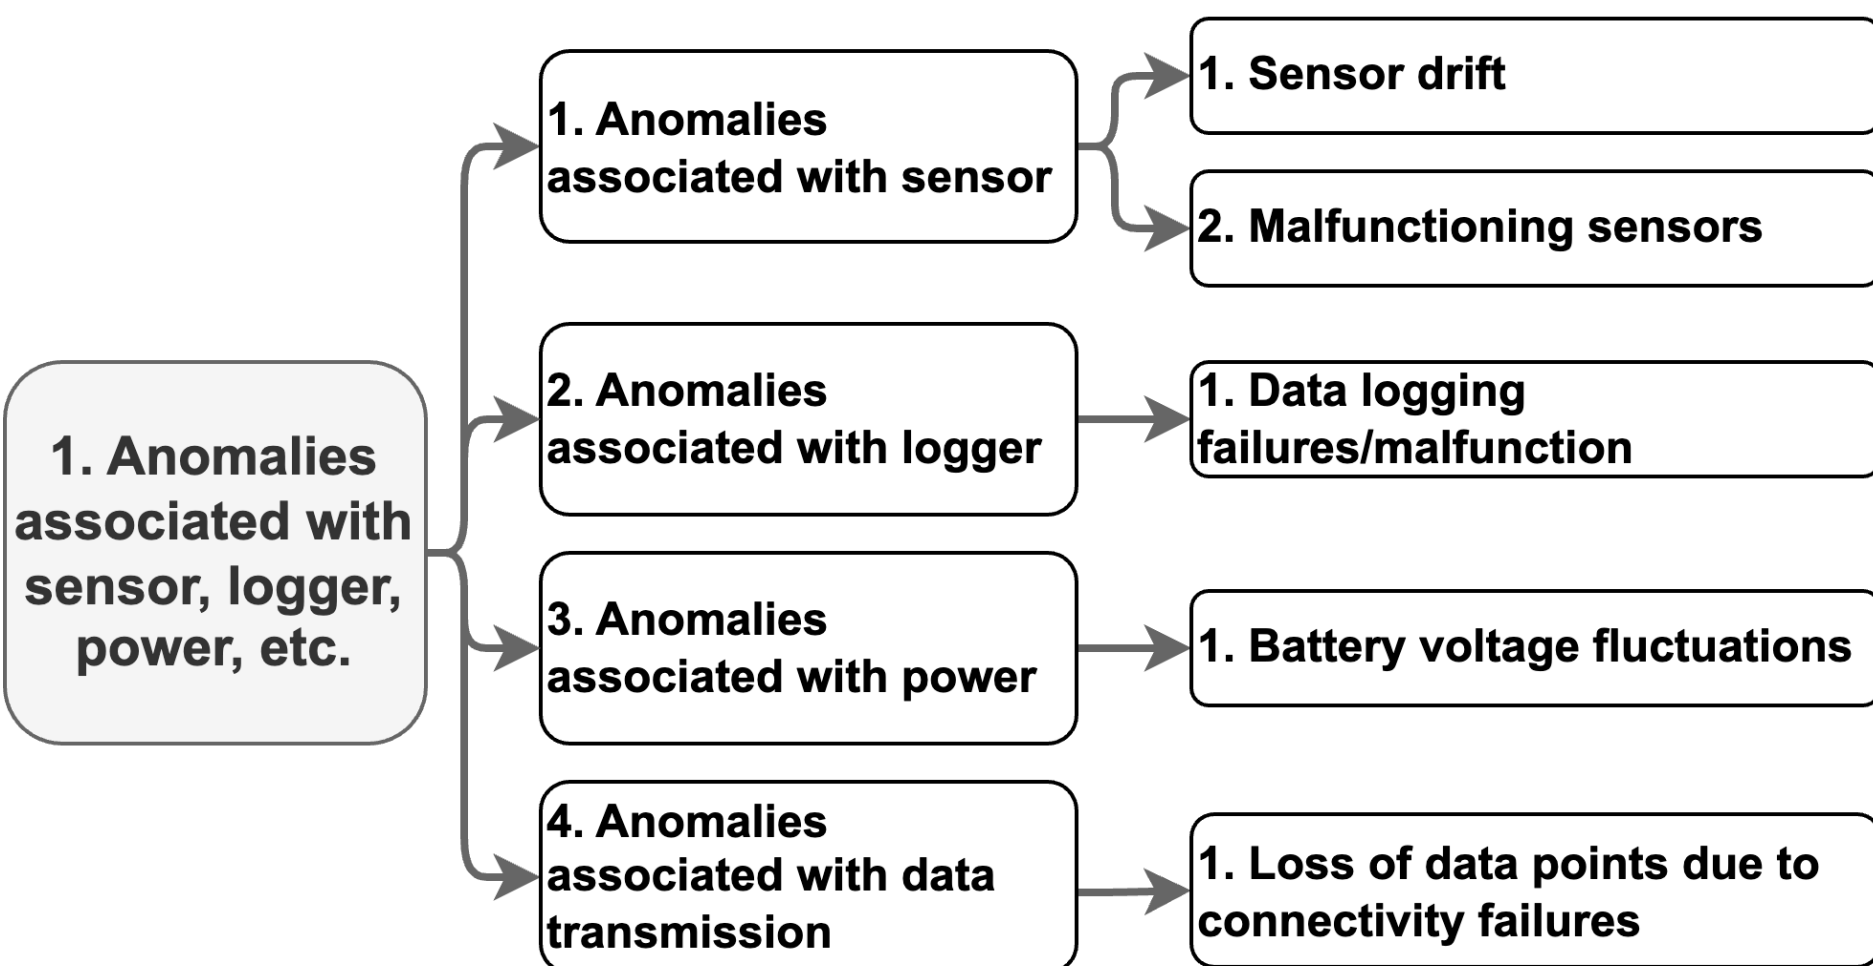 1. Anomalies
associated with
sensor, logger,
power, etc.
1. Anomalies
associated with sensor
1. Sensor drift
2. Malfunctioning sensors
2. Anomalies
associated with logger
1. Data logging
failures/malfunction
3. Anomalies
associated with power
1. Battery voltage fluctuations
4. Anomalies
associated with data
transmission
1. Loss of data points due to
connectivity failures